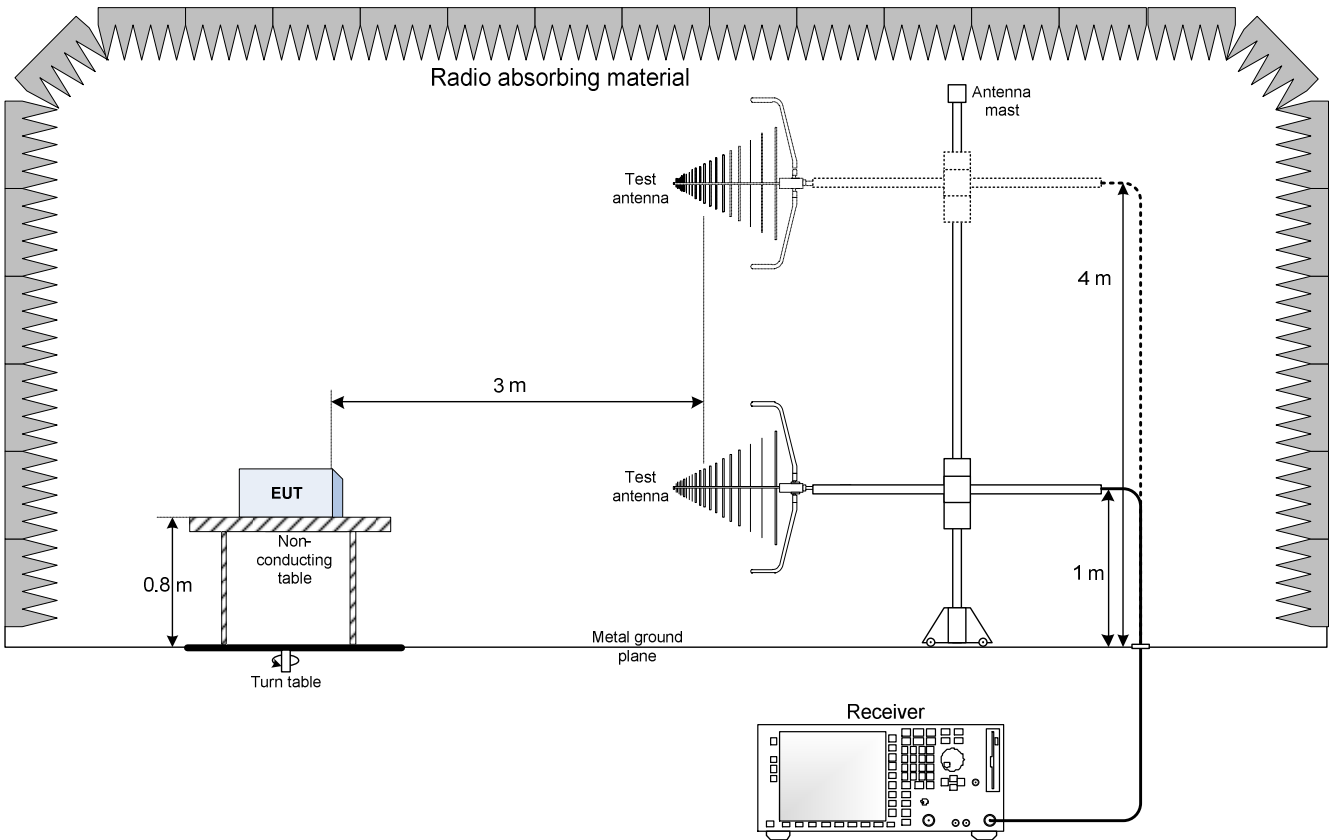 Radio absorbing material
Antenna
mast
Test
antenna
4 m
3 m
Test
antenna
EUT
Non-
conducting
table
0.8 m
1 m
Metal ground
plane
Turn table
Receiver